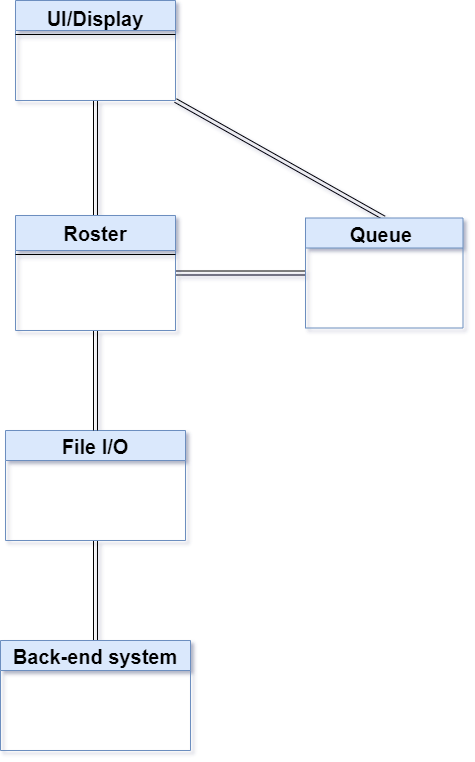 UI/Display
Roster
Queue
File I/O
Back-end system